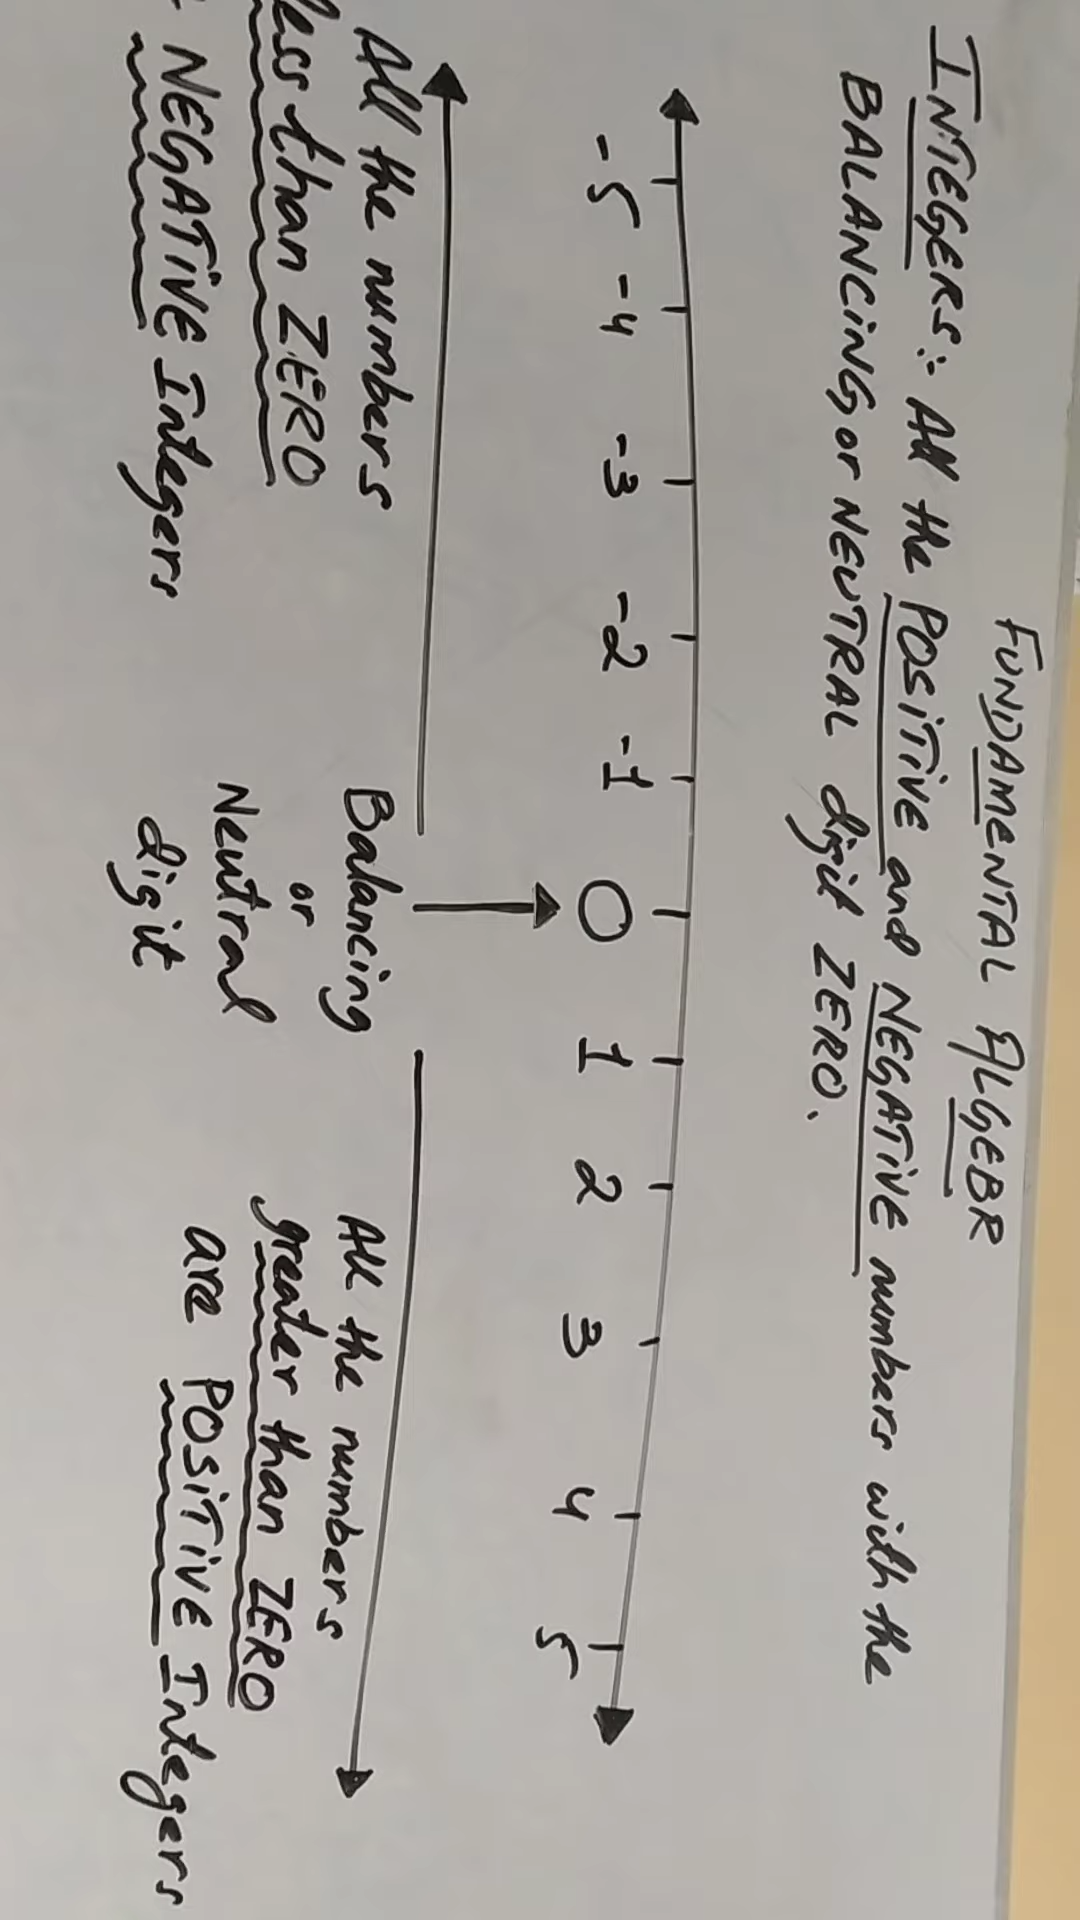 FUNDAMENTAL ALGEBR
INTEGERS:- All the POSITIVE and NEGATIVE numbers with the
BALANCING or NEUTRAL digit ZERO.
-5 -4 -3 -2 -1 0 1 2 3 4 5
All the numbers
less than ZERO
NEGATIVE Integers
Balancing
or
Neutral
digit
All the numbers
greater than ZERO
are POSITIVE Integers